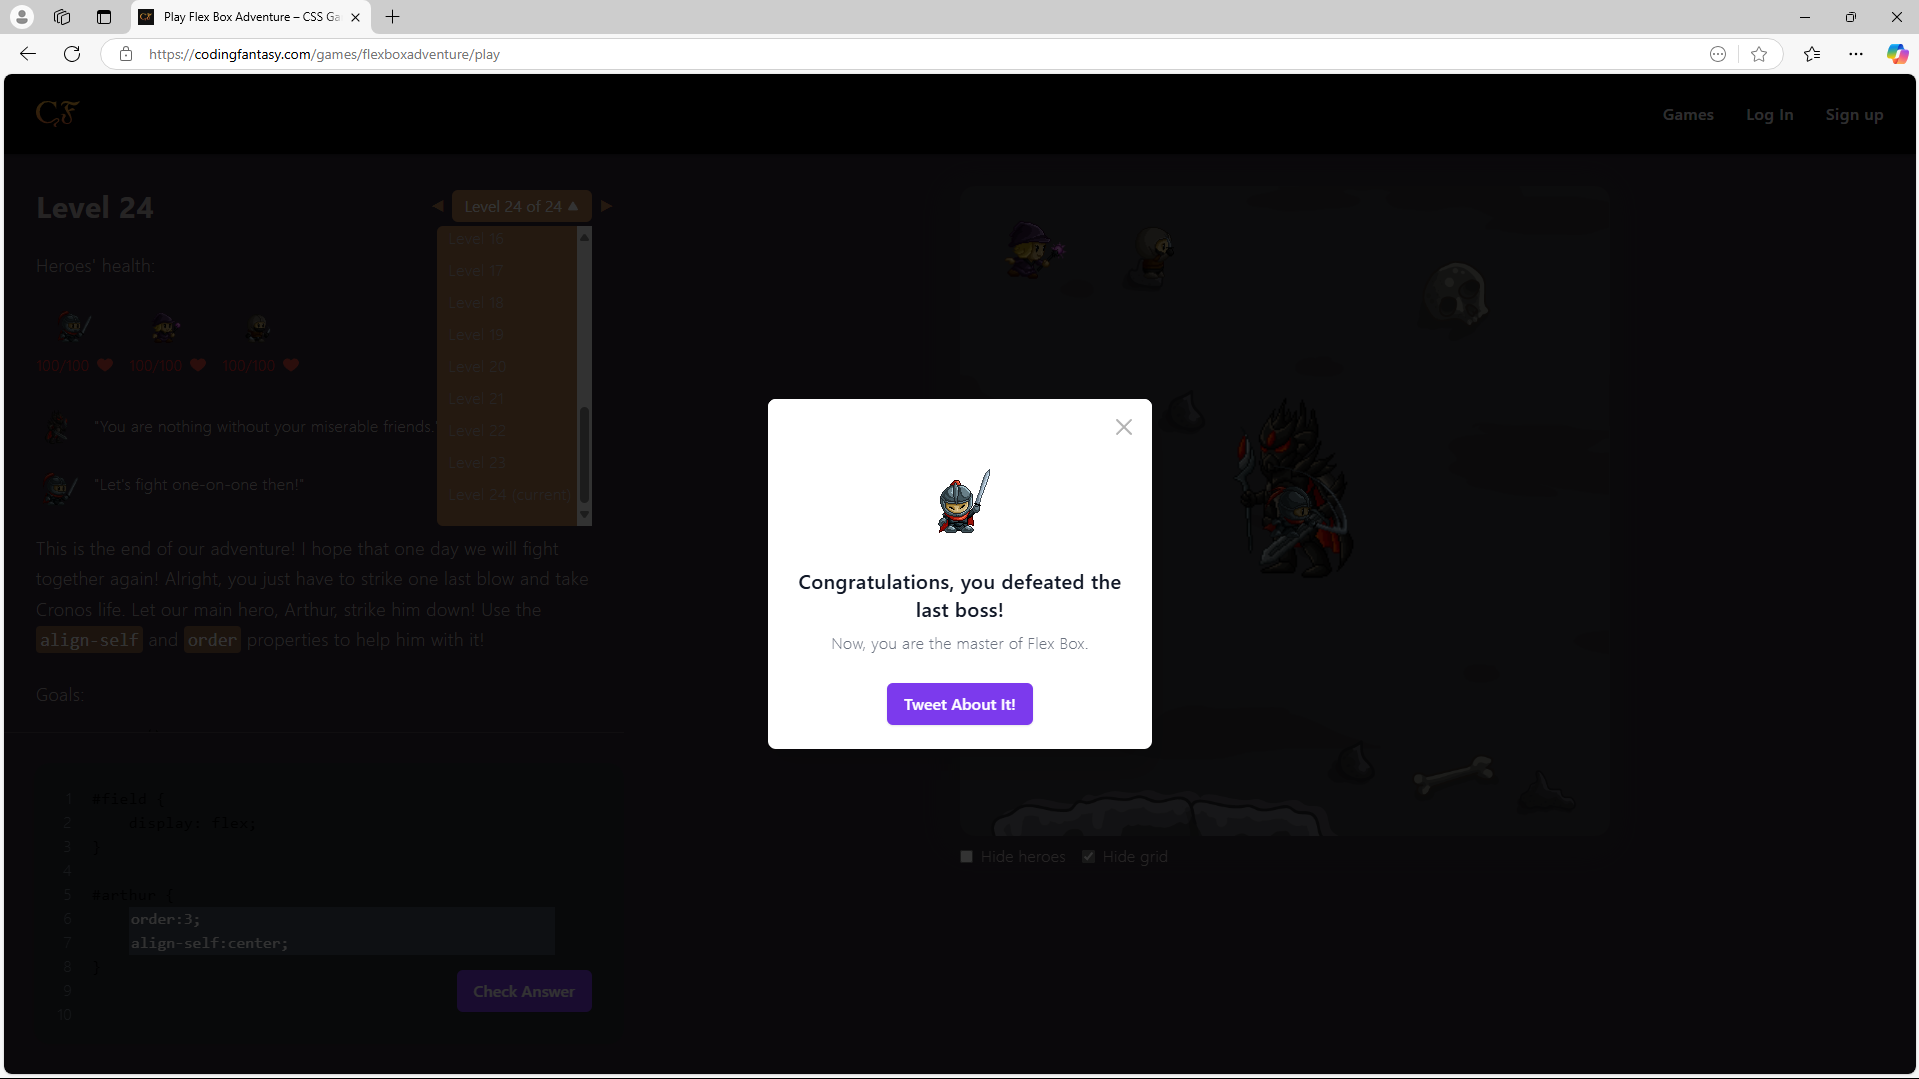 Play Flex Box Adventure – CSS Ga
https://codingfantasy.com/games/flexboxadventure/play
CF
Games
Log In
Sign up
Level 24
Level 24 of 24
Level 16
Level 17
Level 18
Level 19
Level 20
Level 21
Level 22
Level 23
Level 24 (current)
Heroes' health:
100/100
100/100
100/100
"You are nothing without your miserable friends."
"Let's fight one-on-one then!"
This is the end of our adventure! I hope that one day we will fight
together again! Alright, you just have to strike one last blow and take
Cronos life. Let our main hero, Arthur, strike him down! Use the
align-self and order properties to help him with it!
Goals:
1 #field {
2 display: flex;
3 }
4
5 #arthur {
6 order:3;
7 align-self:center;
8 }
9
10
Check Answer
Congratulations, you defeated the
last boss!
Now, you are the master of Flex Box.
Tweet About It!
Hide heroes
Hide grid